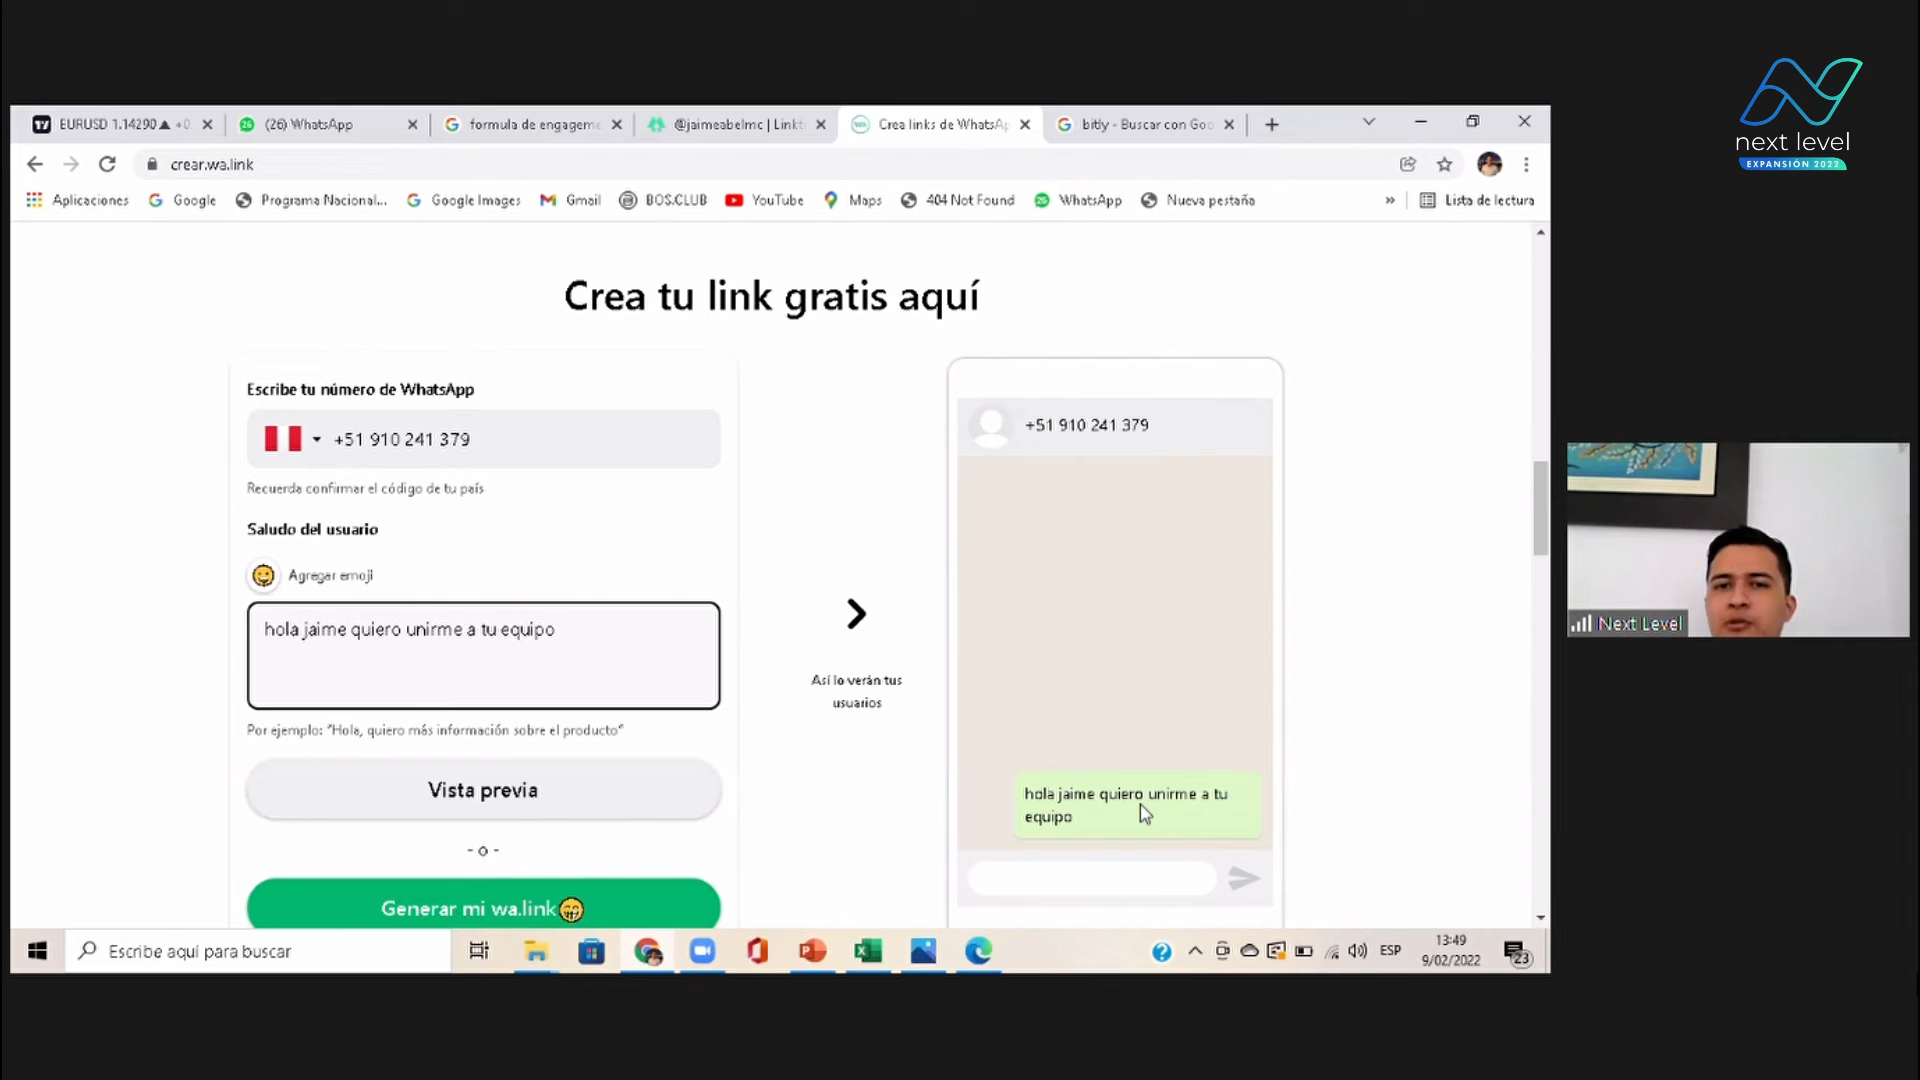 next level
EXPANSIÓN 2022
EURUSD 1.14290▲ +0
(26) WhatsApp
formula de engageme
@jaimeabelmc | Linkt
Crea links de WhatsAp
bitly - Buscar con Goo
crear.wa.link
Aplicaciones
Google
Programa Nacional...
Google Images
Gmail
BOS.CLUB
YouTube
Maps
404 Not Found
WhatsApp
Nueva pestaña
»
Lista de lectura
Crea tu link gratis aquí
Escribe tu número de WhatsApp
+51 910 241 379
Recuerda confirmar el código de tu país
Saludo del usuario
Agregar emoji
hola jaime quiero unirme a tu equipo
Por ejemplo: "Hola, quiero más información sobre el producto"
Vista previa
- o -
Generar mi wa.link
Así lo verán tus
usuarios
+51 910 241 379
hola jaime quiero unirme a tu
equipo
Next Level
Escribe aquí para buscar
ESP
13:49
9/02/2022
23